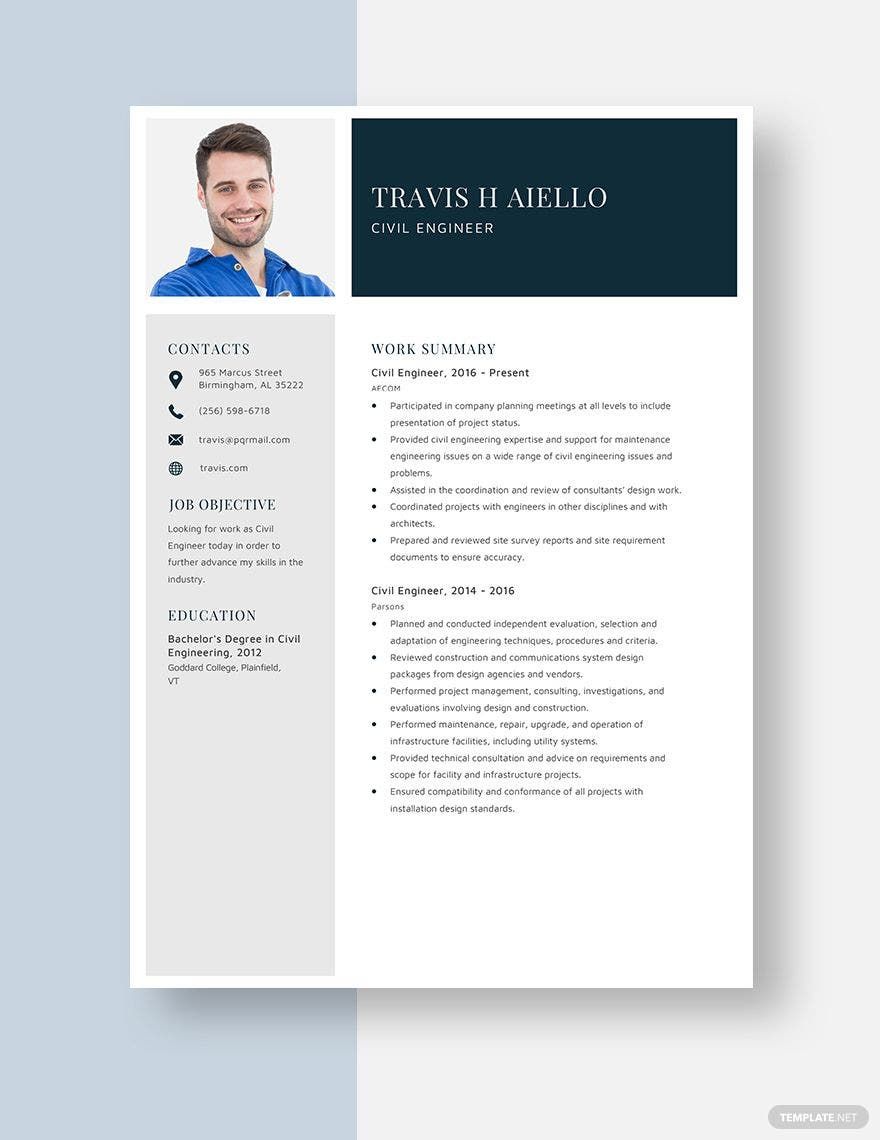 TRAVIS H AIELLO
CIVIL ENGINEER
CONTACTS
965 Marcus Street
Birmingham, AL 35222
(256) 598-6718
travis@pqrmail.com
travis.com
JOB OBJECTIVE
Looking for work as Civil
Engineer today in order to
further advance my skills in the
industry.
EDUCATION
Bachelor's Degree in Civil
Engineering, 2012
Goddard College, Plainfield,
VT
WORK SUMMARY
Civil Engineer, 2016 - Present
AECOM
• Participated in company planning meetings at all levels to include
presentation of project status.
• Provided civil engineering expertise and support for maintenance
engineering issues on a wide range of civil engineering issues and
problems.
• Assisted in the coordination and review of consultants' design work.
• Coordinated projects with engineers in other disciplines and with
architects.
• Prepared and reviewed site survey reports and site requirement
documents to ensure accuracy.
Civil Engineer, 2014 - 2016
Parsons
• Planned and conducted independent evaluation, selection and
adaptation of engineering techniques, procedures and criteria.
• Reviewed construction and communications system design
packages from design agencies and vendors.
• Performed project management, consulting, investigations, and
evaluations involving design and construction.
• Performed maintenance, repair, upgrade, and operation of
infrastructure facilities, including utility systems.
• Provided technical consultation and advice on requirements and
scope for facility and infrastructure projects.
• Ensured compatibility and conformance of all projects with
installation design standards.
TEMPLATE.NET